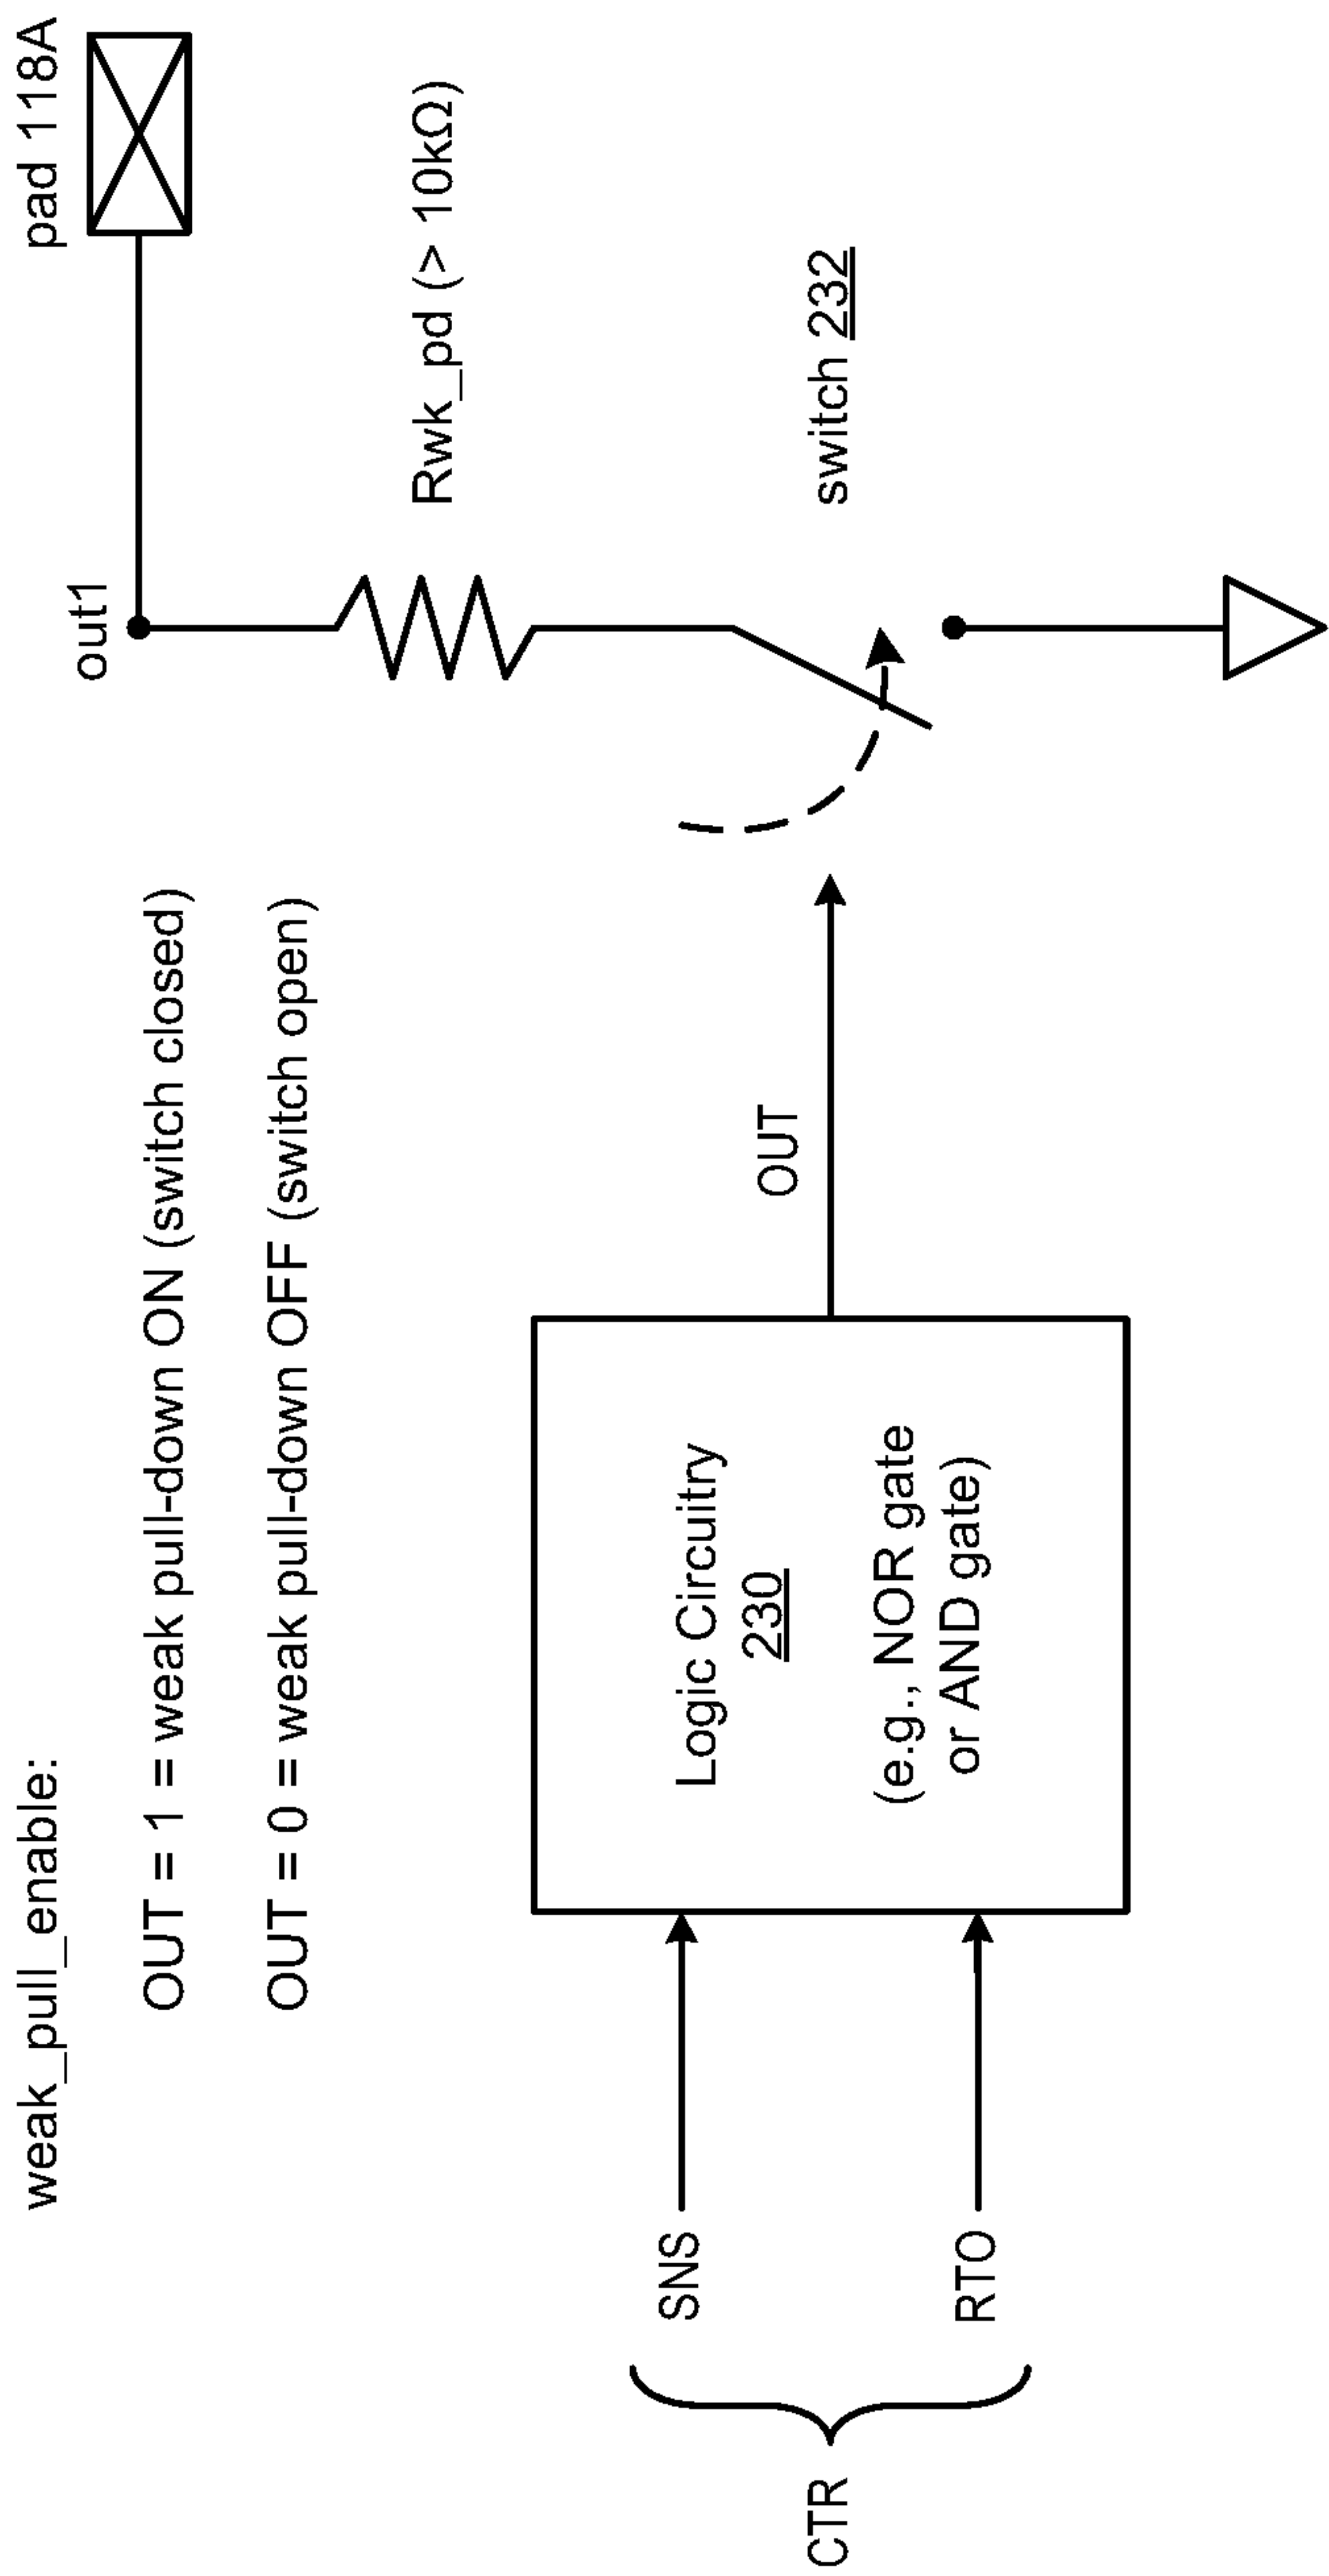 weak_pull_enable:
OUT = 1 = weak pull-down ON (switch closed)
OUT = 0 = weak pull-down OFF (switch open)
out1
pad 118A
Rwk_pd (> 10kΩ)
switch 232
CTR
SNS
RTO
Logic Circuitry
230
(e.g., NOR gate
or AND gate)
OUT